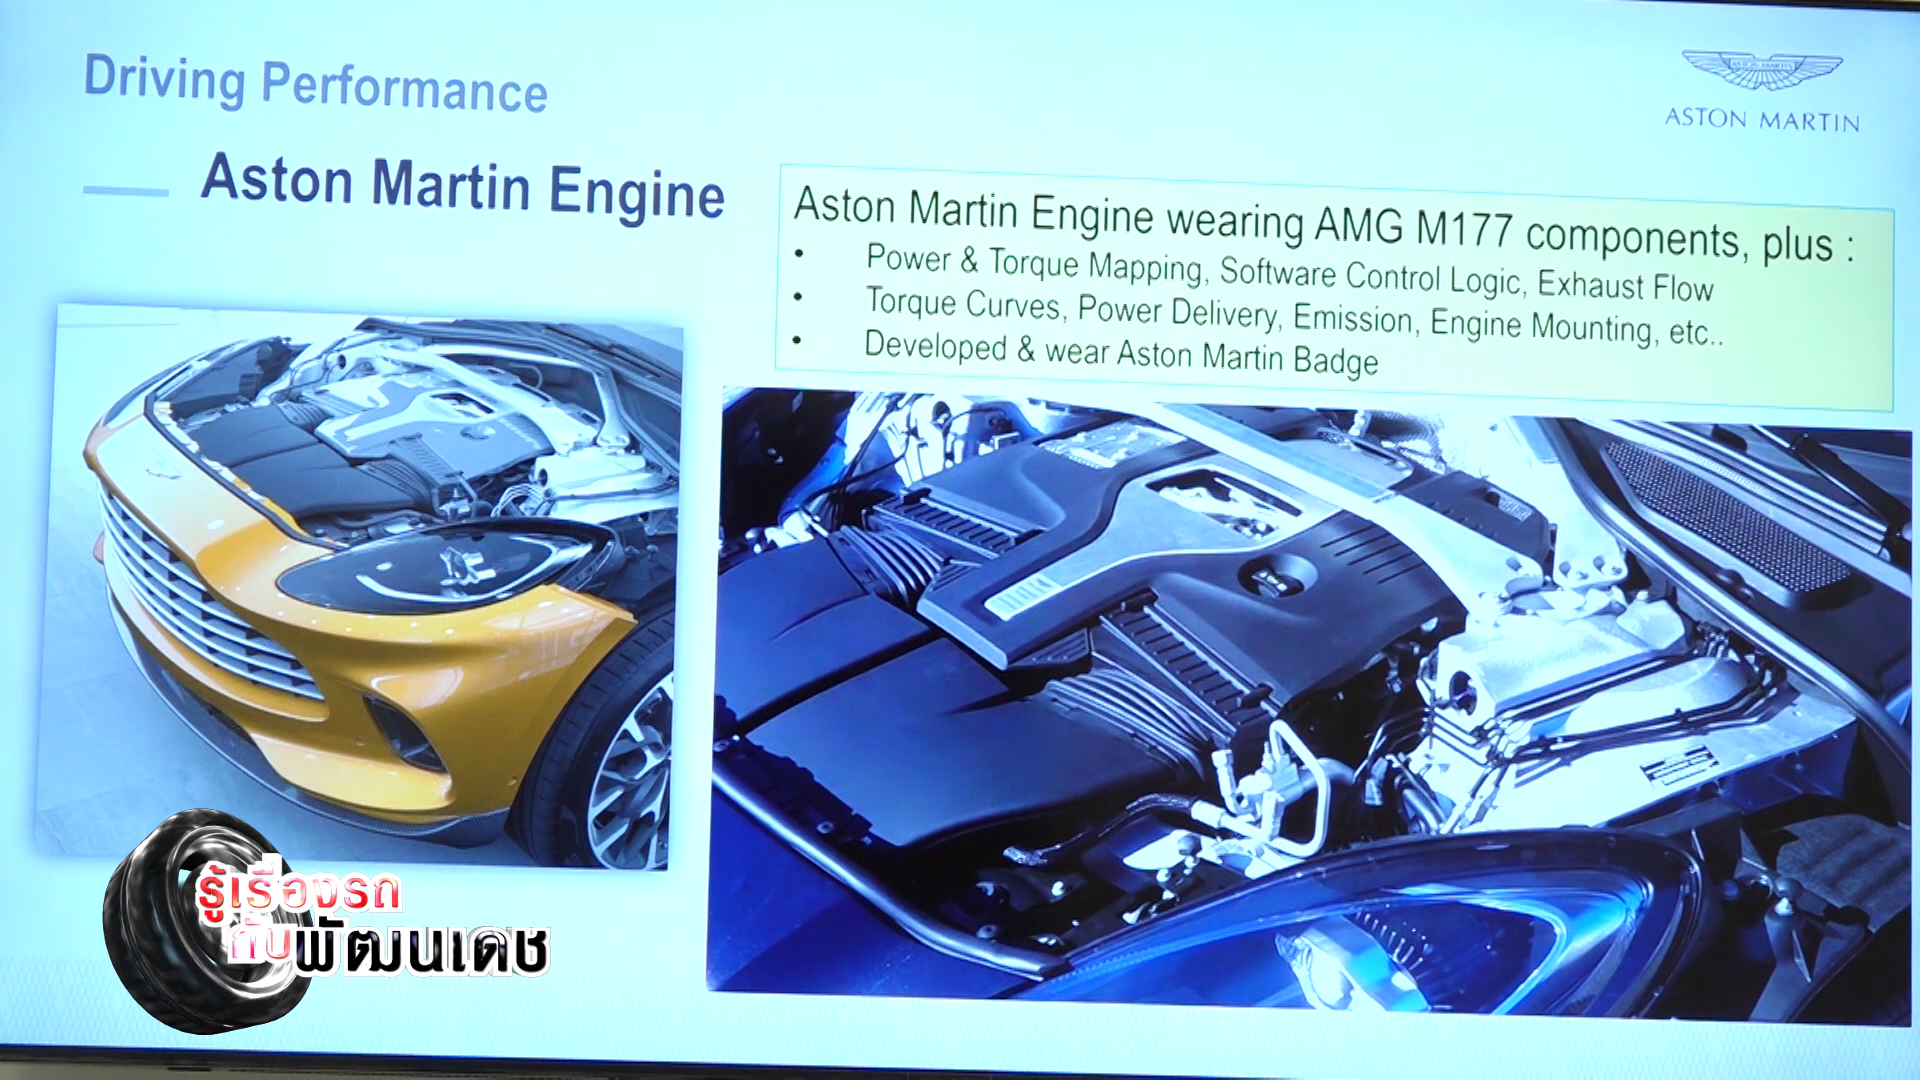 Driving Performance
Aston Martin Engine
ASTON MARTIN
ASTON MARTIN
Aston Martin Engine wearing AMG M177 components, plus :
• Power & Torque Mapping, Software Control Logic, Exhaust Flow
• Torque Curves, Power Delivery, Emission, Engine Mounting, etc..
• Developed & wear Aston Martin Badge
รู้เรื่องรถ
กับพัฒนเดช